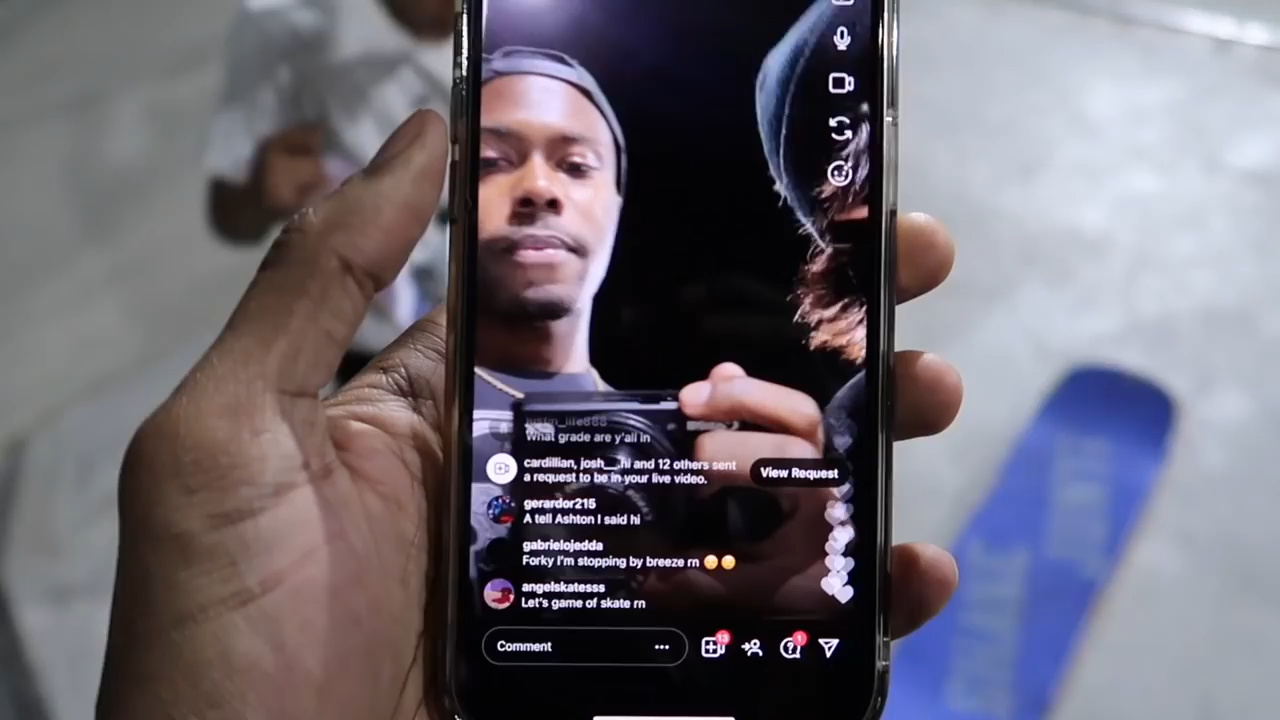 What grade are y'all in
cardillian, josh__.hi and 12 others sent
a request to be in your live video.
View Request
gerardor215
A tell Ashton I said hi
gabrielojedda
Forky I'm stopping by breeze rn 🥴🥴
angelskatesss
Let's game of skate rn
Comment
13
1